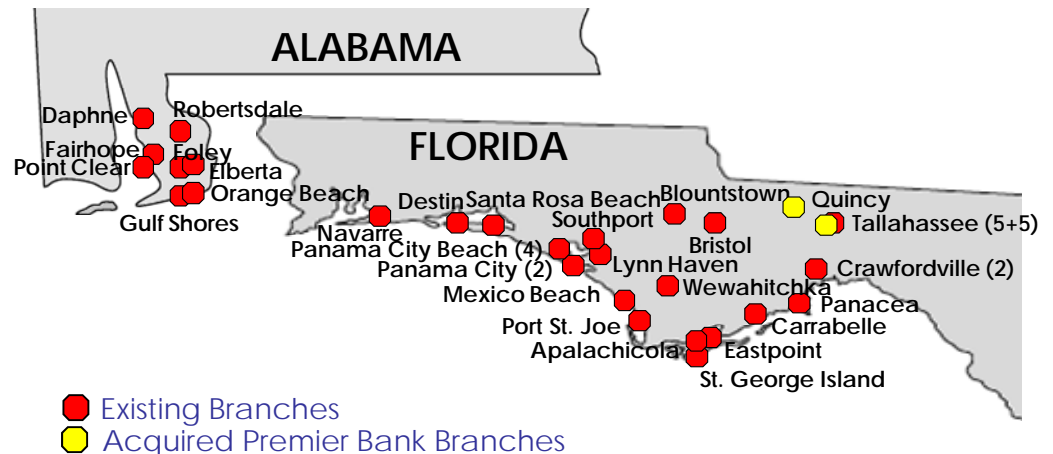 ALABAMA
Daphne
Robertsdale
Fairhope
Foley
Point Clear
Elberta
Orange Beach
Gulf Shores
FLORIDA
Navarre
Destin
Santa Rosa Beach
Blountstown
Quincy
Southport
Tallahassee (5+5)
Bristol
Panama City Beach (4)
Panama City (2)
Lynn Haven
Crawfordville (2)
Wewahitchka
Mexico Beach
Panacea
Port St. Joe
Carrabelle
Apalachicola
Eastpoint
St. George Island
Existing Branches
Acquired Premier Bank Branches